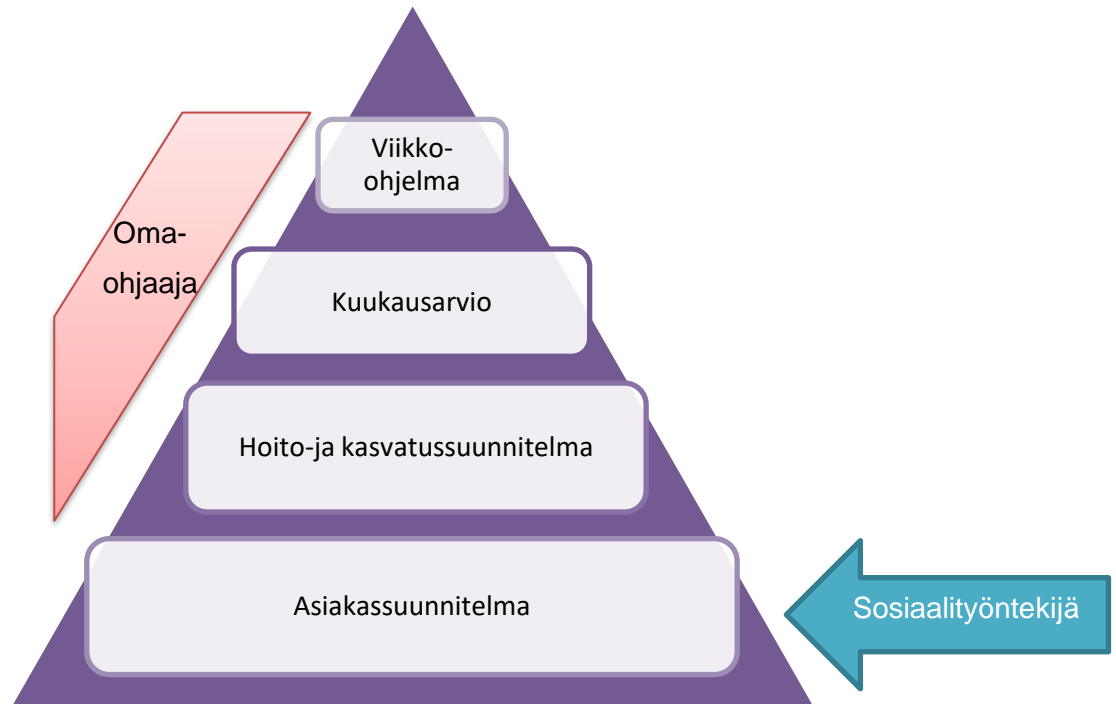 Viikko-
ohjelma
Oma-
ohjaaja
Kuukausarvio
Hoito-ja kasvatussuunnitelma
Asiakassuunnitelma
Sosiaalityöntekijä